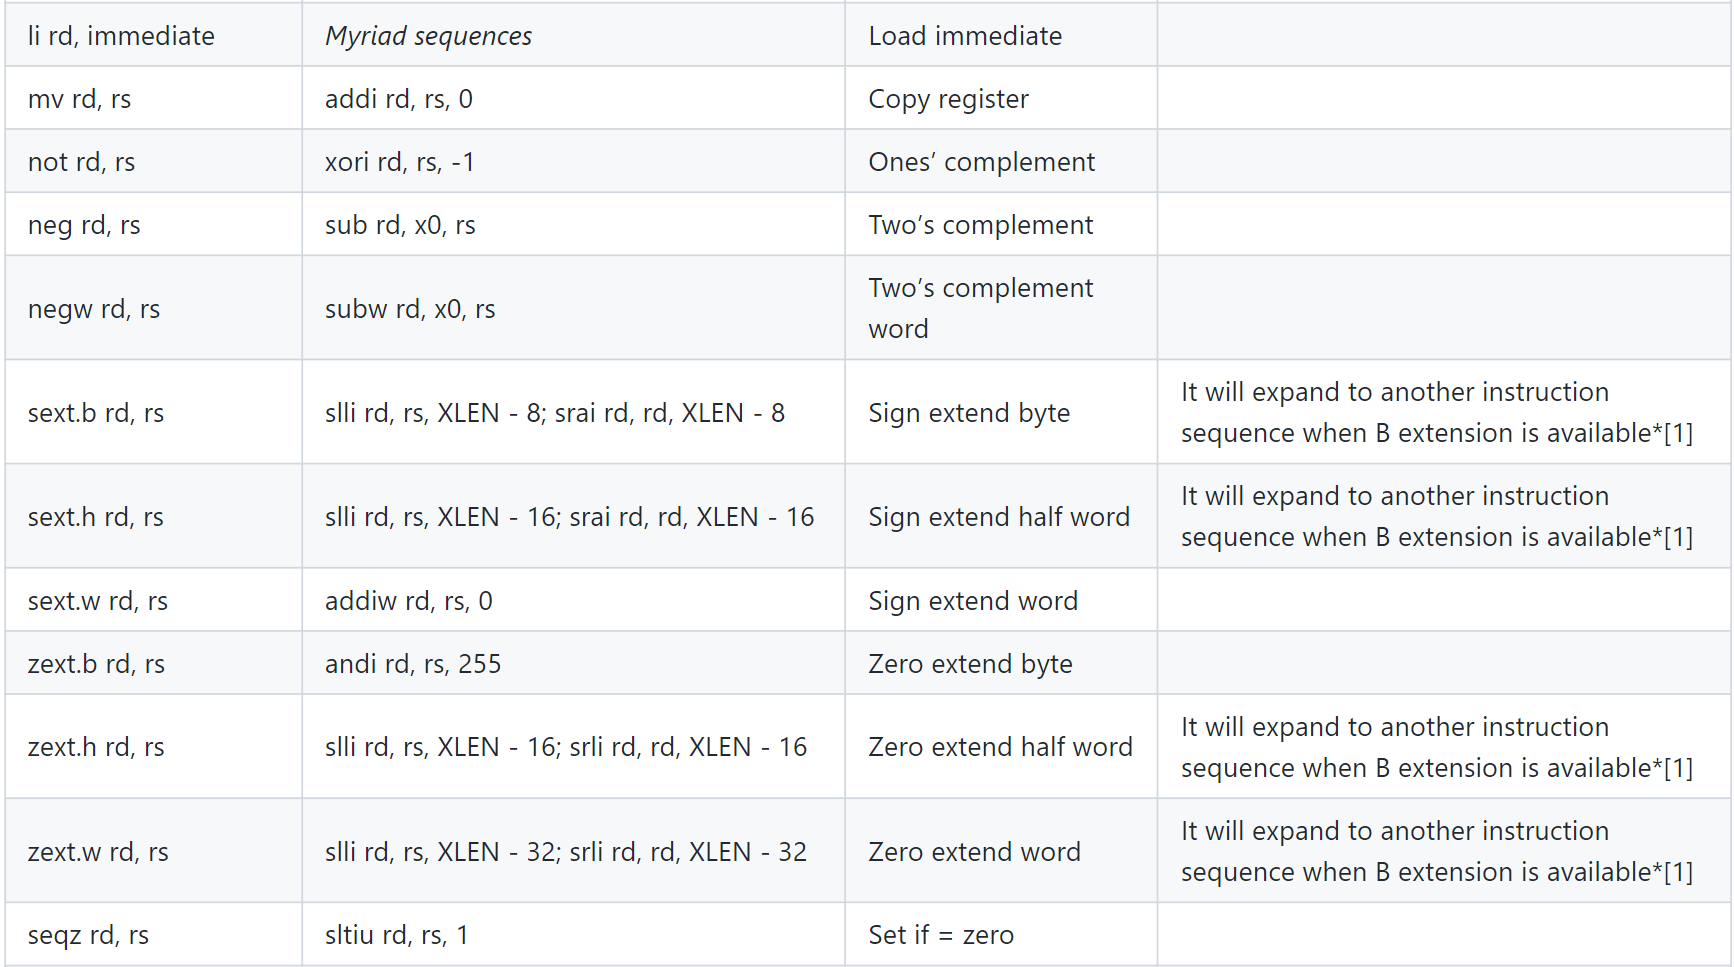 li rd, immediate Myriad sequences Load immediate
mv rd, rs addi rd, rs, 0 Copy register
not rd, rs xori rd, rs, -1 Ones’ complement
neg rd, rs sub rd, x0, rs Two’s complement
negw rd, rs subw rd, x0, rs Two’s complement
word
sext.b rd, rs slli rd, rs, XLEN - 8; srai rd, rd, XLEN - 8 Sign extend byte It will expand to another instruction
sequence when B extension is available*[1]
sext.h rd, rs slli rd, rs, XLEN - 16; srai rd, rd, XLEN - 16 Sign extend half word It will expand to another instruction
sequence when B extension is available*[1]
sext.w rd, rs addiw rd, rs, 0 Sign extend word
zext.b rd, rs andi rd, rs, 255 Zero extend byte
zext.h rd, rs slli rd, rs, XLEN - 16; srli rd, rd, XLEN - 16 Zero extend half word It will expand to another instruction
sequence when B extension is available*[1]
zext.w rd, rs slli rd, rs, XLEN - 32; srli rd, rd, XLEN - 32 Zero extend word It will expand to another instruction
sequence when B extension is available*[1]
seqz rd, rs sltiu rd, rs, 1 Set if = zero